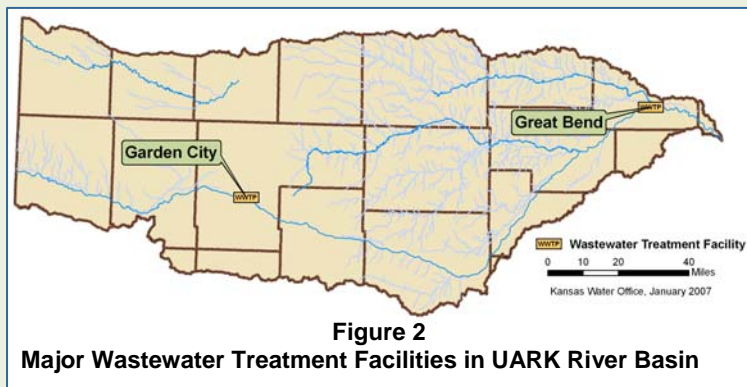 Great Bend
WWTP
Garden City
WWTP
WWTP Wastewater Treatment Facility
0 10 20 40
Miles
Kansas Water Office, January 2007
Figure 2
Major Wastewater Treatment Facilities in UARK River Basin